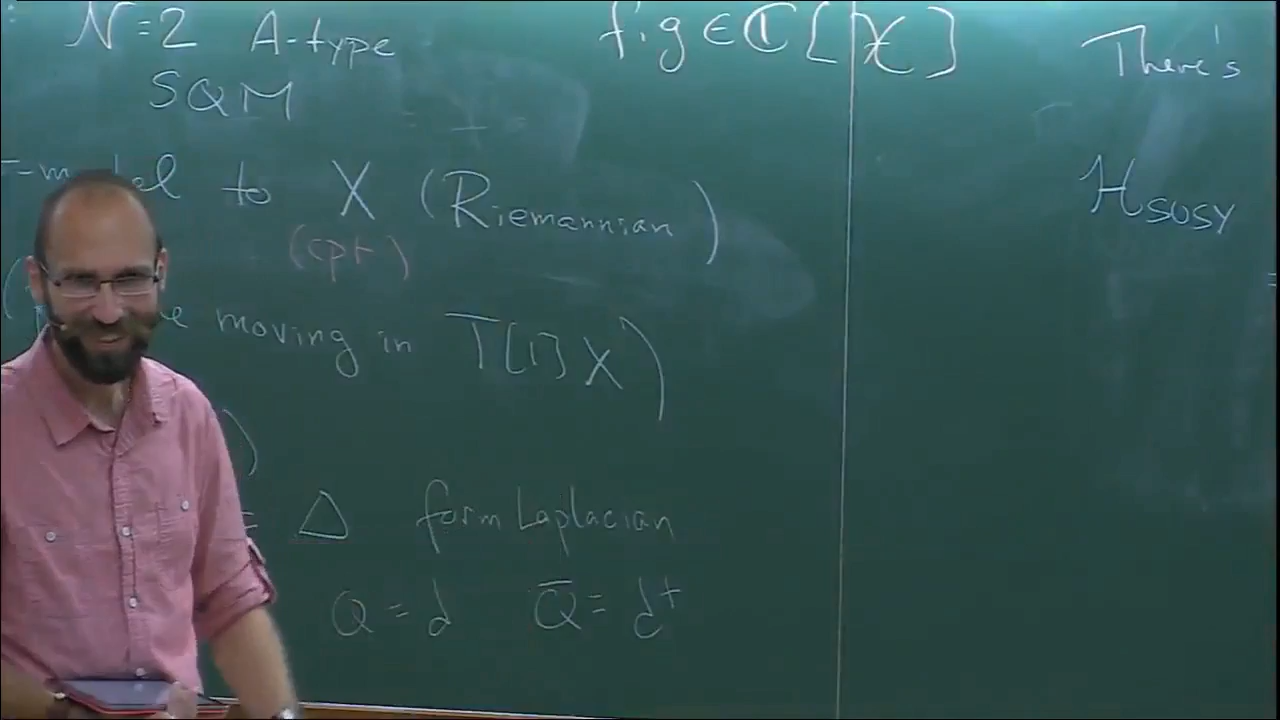 N=2 A-type
SQM
to X (Riemannian)
(cpt)
moving in T[1]X)
= Δ form Laplacian
Q = d Q̄ = d†
f, g ∈ ℂ[X]
There's
H_SUSY